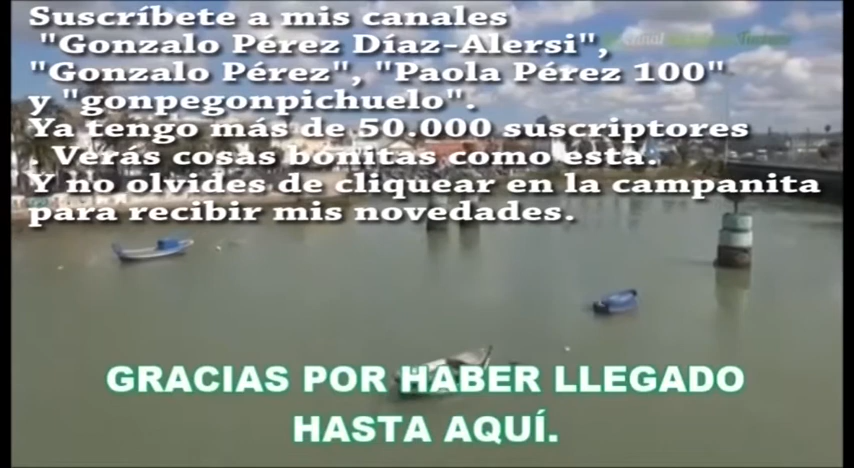 Suscríbete a mis canales
"Gonzalo Pérez Díaz-Alersi",
"Gonzalo Pérez", "Paola Pérez 100"
y "gonpegonpichuelo".
Ya tengo más de 50.000 suscriptores
. Verás cosas bonitas como esta.
Y no olvides de cliquear en la campanita
para recibir mis novedades.
GRACIAS POR HABER LLEGADO
HASTA AQUÍ.